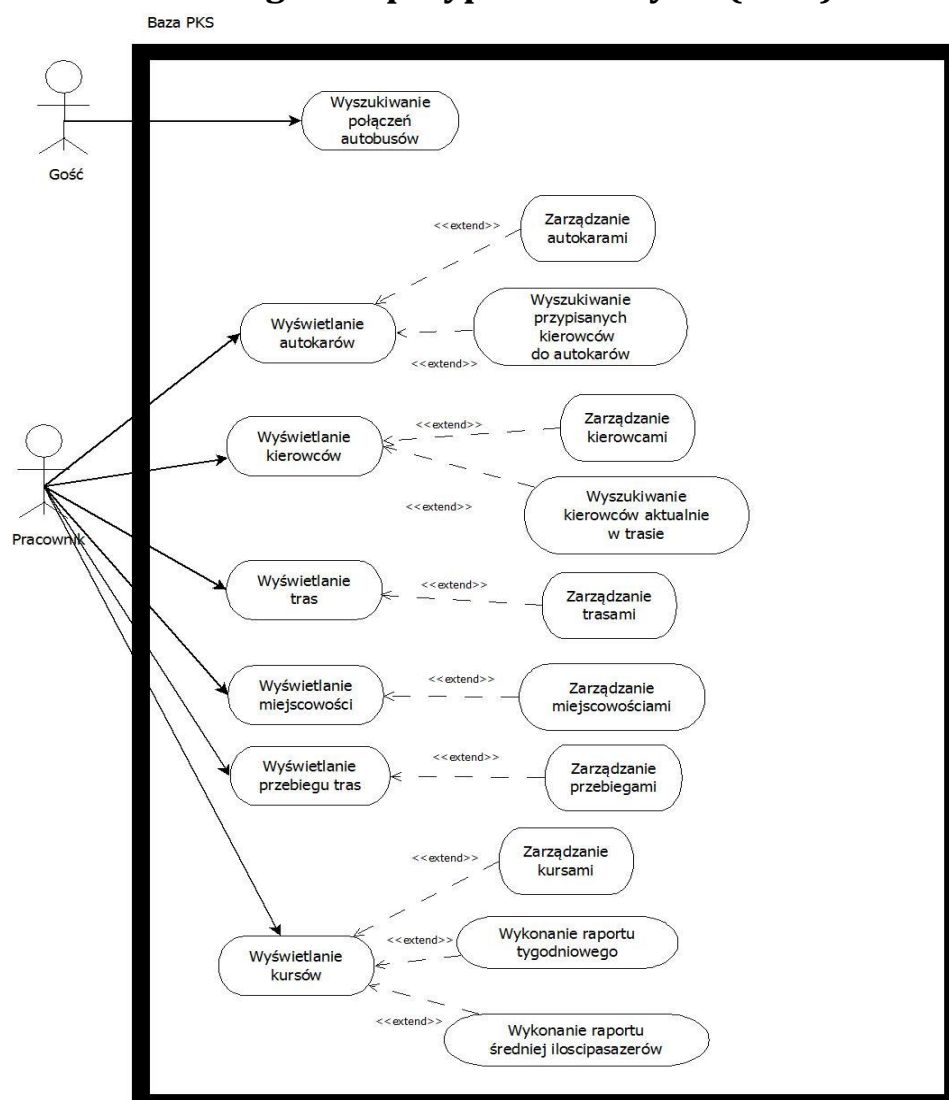 Baza PKS
Gość
Wyszukiwanie
połączeń
autobusów
<<extend>>
Zarządzanie
autokarami
Wyświetlanie
autokarów
Wyszukiwanie
przypisanych
kierowców
do autokarów
<<extend>>
Pracownik
Wyświetlanie
kierowców
<<extend>>
Zarządzanie
kierowcami
<<extend>>
Wyszukiwanie
kierowców aktualnie
w trasie
Wyświetlanie
tras
<<extend>>
Zarządzanie
trasami
Wyświetlanie
miejscowości
<<extend>>
Zarządzanie
miejscowościami
Wyświetlanie
przebiegu tras
<<extend>>
Zarządzanie
przebiegami
<<extend>>
Zarządzanie
kursami
Wyświetlanie
kursów
<<extend>>
Wykonanie raportu
tygodniowego
<<extend>>
Wykonanie raportu
średniej iloscipasazerów